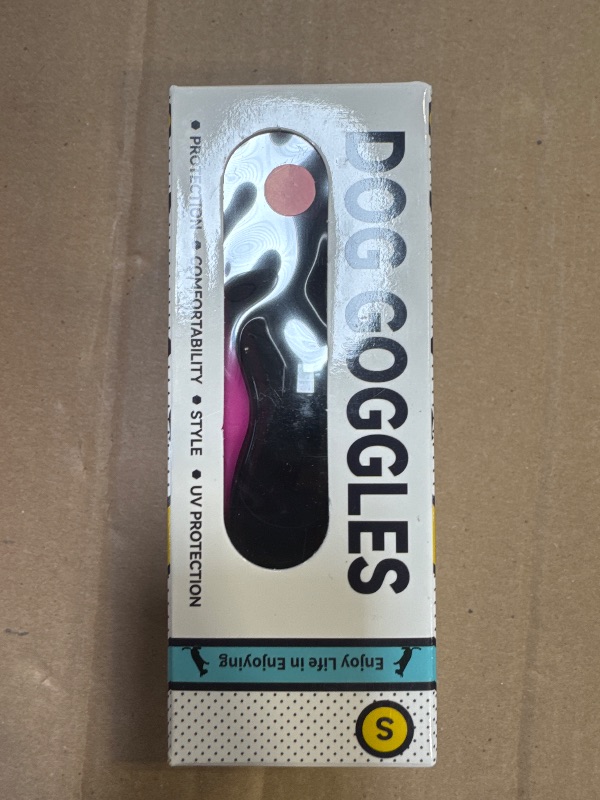 DOG GOGGLES
• PROTECTION • COMFORTABILITY • STYLE • UV PROTECTION
Enjoy Life in Enjoying
S